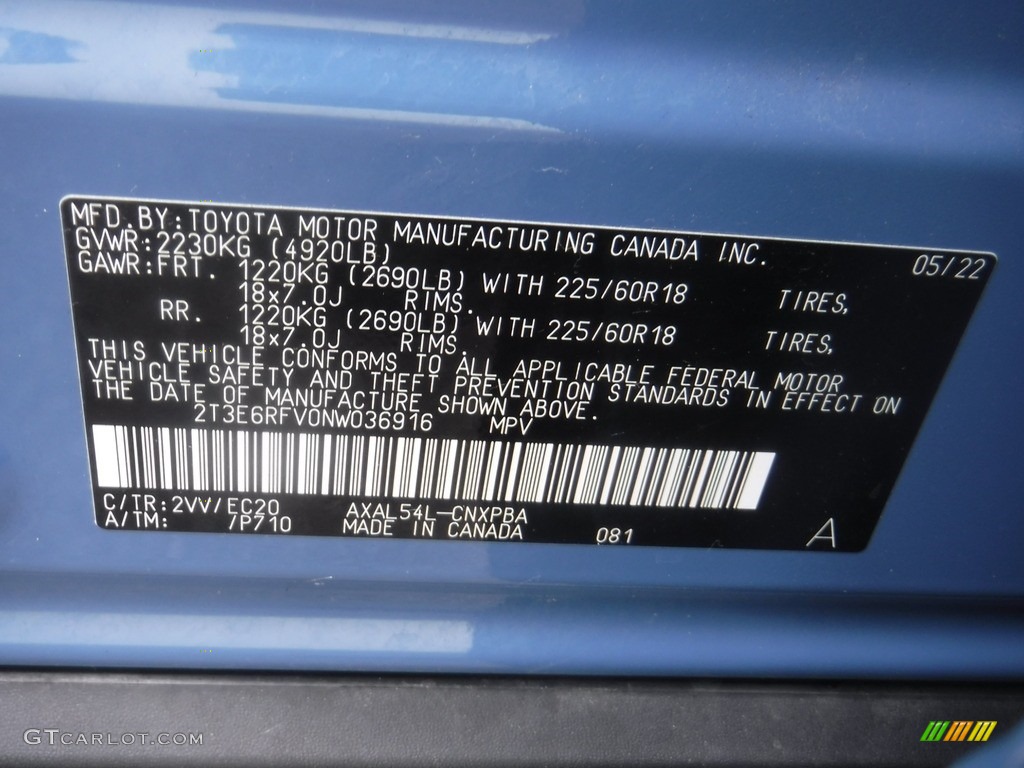 MFD.BY:TOYOTA MOTOR MANUFACTURING CANADA INC. 05/22
GVWR:2230KG (4920LB)
GAWR:FRT. 1220KG (2690LB) WITH 225/60R18 TIRES,
18x7.0J RIMS.
RR. 1220KG (2690LB) WITH 225/60R18 TIRES,
18x7.0J RIMS.
THIS VEHICLE CONFORMS TO ALL APPLICABLE FEDERAL MOTOR
VEHICLE SAFETY AND THEFT PREVENTION STANDARDS IN EFFECT ON
THE DATE OF MANUFACTURE SHOWN ABOVE.
2T3E6RFV0NW036916 MPV
C/TR:2VV/EC20 AXAL54L-CNXPBA
A/TM: /P710 MADE IN CANADA 081 A
GTCARLOT.COM